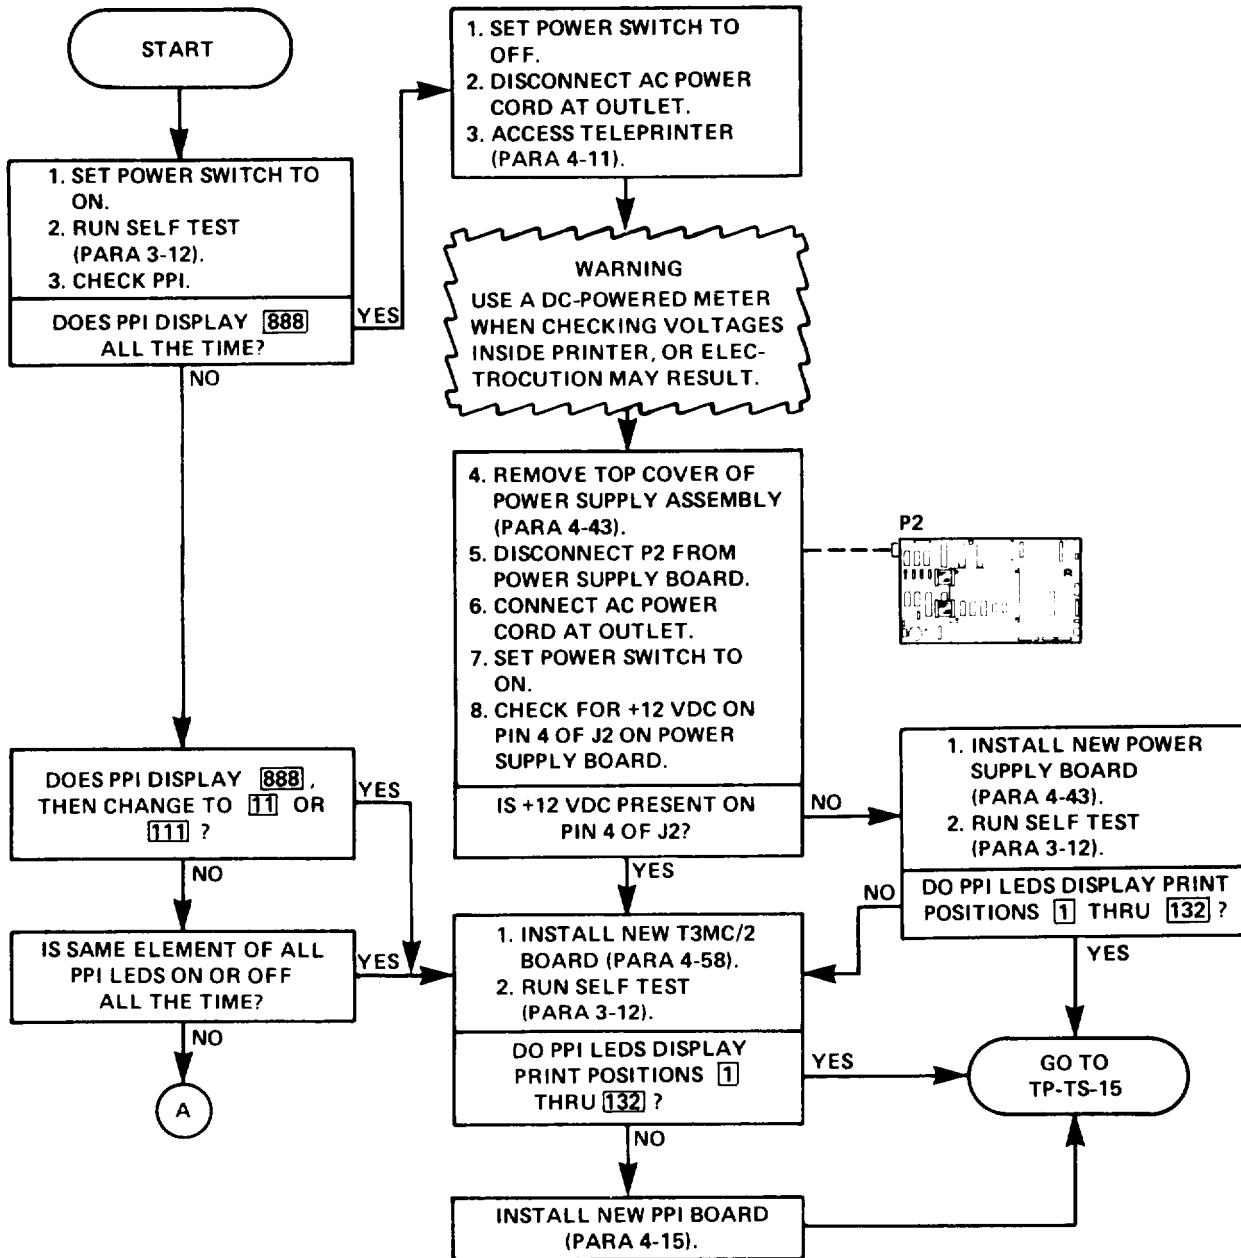 START
1. SET POWER SWITCH TO
ON.
2. RUN SELF TEST
(PARA 3-12).
3. CHECK PPI.
DOES PPI DISPLAY 888
ALL THE TIME?
YES
NO
1. SET POWER SWITCH TO
OFF.
2. DISCONNECT AC POWER
CORD AT OUTLET.
3. ACCESS TELEPRINTER
(PARA 4-11).
WARNING
USE A DC-POWERED METER
WHEN CHECKING VOLTAGES
INSIDE PRINTER, OR ELEC-
TROCUTION MAY RESULT.
4. REMOVE TOP COVER OF
POWER SUPPLY ASSEMBLY
(PARA 4-43).
5. DISCONNECT P2 FROM
POWER SUPPLY BOARD.
6. CONNECT AC POWER
CORD AT OUTLET.
7. SET POWER SWITCH TO
ON.
8. CHECK FOR +12 VDC ON
PIN 4 OF J2 ON POWER
SUPPLY BOARD.
IS +12 VDC PRESENT ON
PIN 4 OF J2?
NO
YES
P2
1. INSTALL NEW POWER
SUPPLY BOARD
(PARA 4-43).
2. RUN SELF TEST
(PARA 3-12).
DO PPI LEDS DISPLAY PRINT
POSITIONS 1 THRU 132 ?
NO
YES
DOES PPI DISPLAY 888 ,
THEN CHANGE TO 11 OR
111 ?
YES
NO
IS SAME ELEMENT OF ALL
PPI LEDS ON OR OFF
ALL THE TIME?
YES
NO
A
1. INSTALL NEW T3MC/2
BOARD (PARA 4-58).
2. RUN SELF TEST
(PARA 3-12).
DO PPI LEDS DISPLAY
PRINT POSITIONS 1
THRU 132 ?
YES
NO
GO TO
TP-TS-15
INSTALL NEW PPI BOARD
(PARA 4-15).